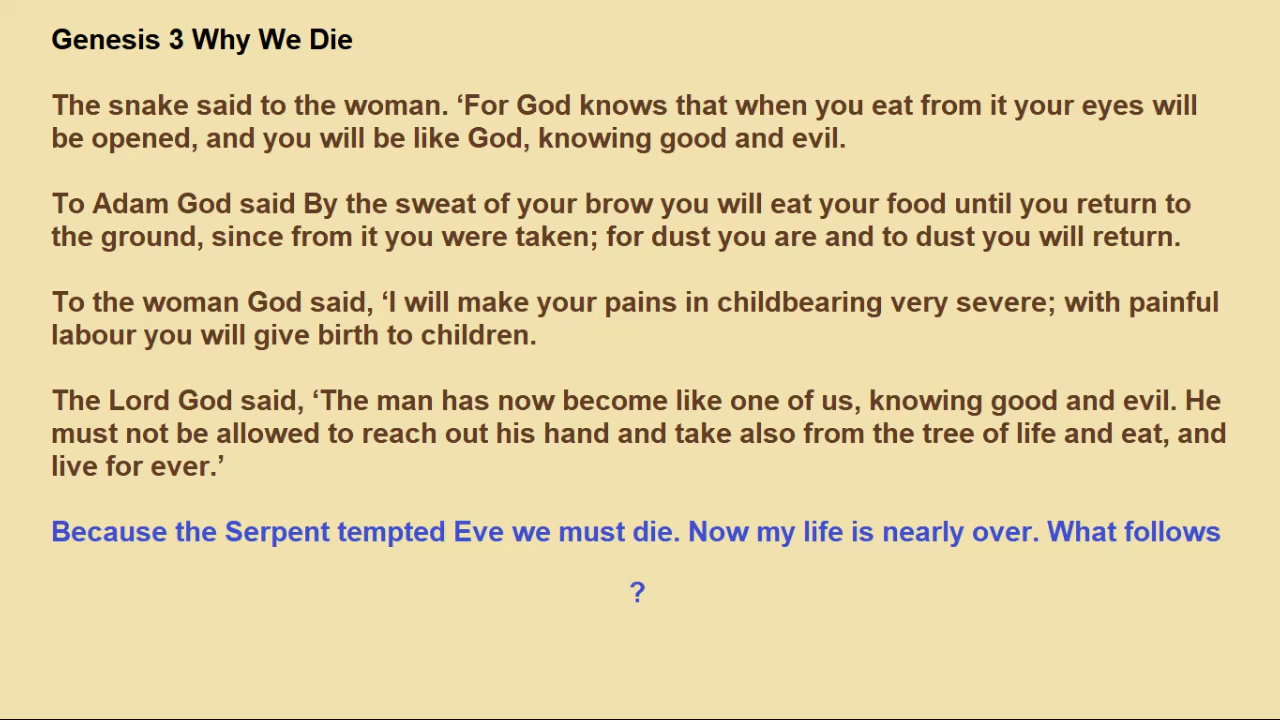 Genesis 3 Why We Die
The snake said to the woman. ‘For God knows that when you eat from it your eyes will
be opened, and you will be like God, knowing good and evil.
To Adam God said By the sweat of your brow you will eat your food until you return to
the ground, since from it you were taken; for dust you are and to dust you will return.
To the woman God said, ‘I will make your pains in childbearing very severe; with painful
labour you will give birth to children.
The Lord God said, ‘The man has now become like one of us, knowing good and evil. He
must not be allowed to reach out his hand and take also from the tree of life and eat, and
live for ever.’
Because the Serpent tempted Eve we must die. Now my life is nearly over. What follows
?